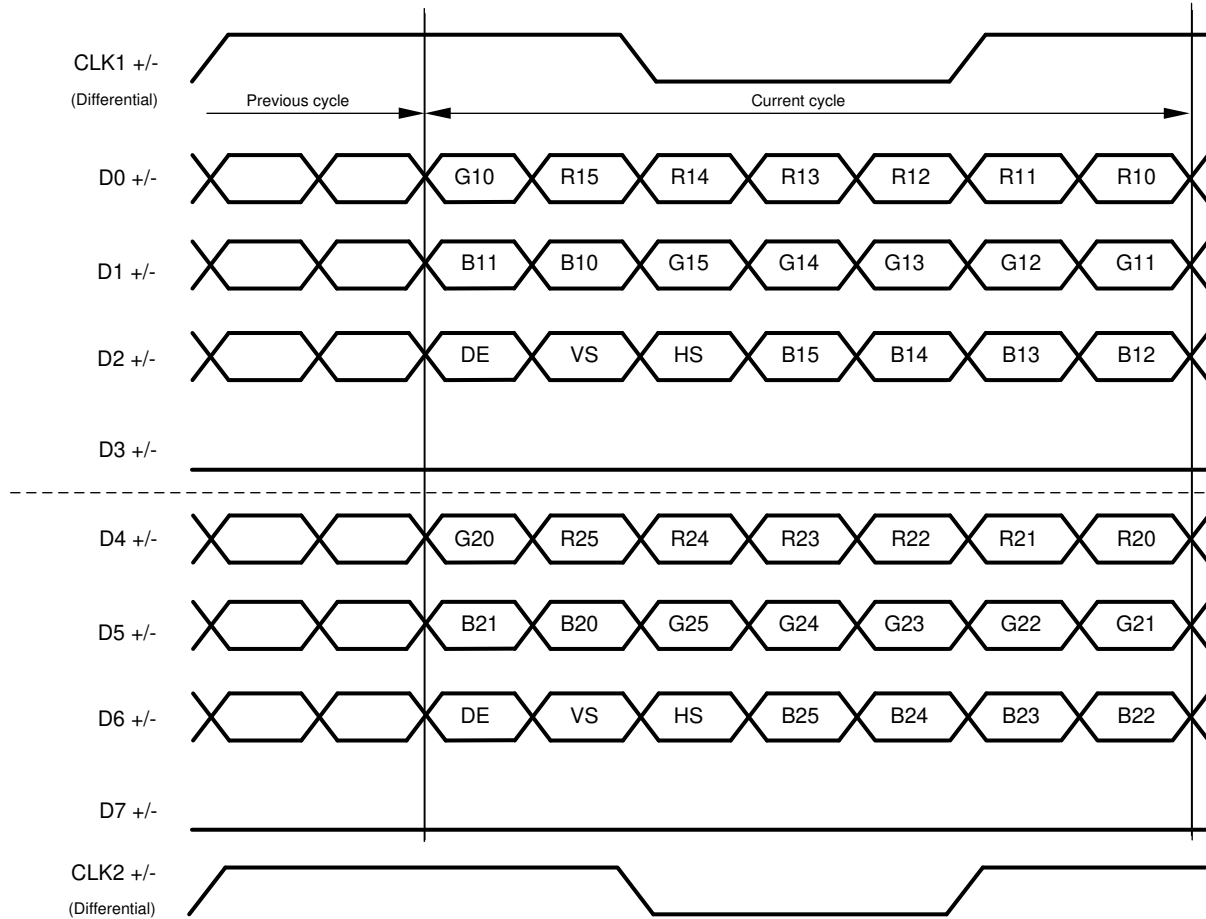 CLK1 +/-
(Differential)
Previous cycle
Current cycle
D0 +/- G10 R15 R14 R13 R12 R11 R10
D1 +/- B11 B10 G15 G14 G13 G12 G11
D2 +/- DE VS HS B15 B14 B13 B12
D3 +/-
D4 +/- G20 R25 R24 R23 R22 R21 R20
D5 +/- B21 B20 G25 G24 G23 G22 G21
D6 +/- DE VS HS B25 B24 B23 B22
D7 +/-
CLK2 +/-
(Differential)